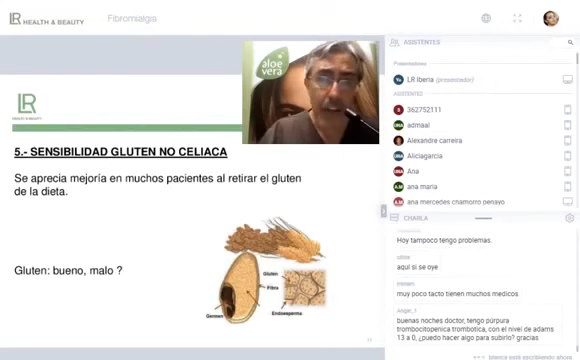 LR HEALTH & BEAUTY
Fibromialgia
LR
HEALTH & BEAUTY
5.- SENSIBILIDAD GLUTEN NO CELIACA
Se aprecia mejoría en muchos pacientes al retirar el gluten
de la dieta.
Gluten: bueno, malo ?
Gluten
Fibra
Germen
Endosperma
aloe
vera
ASISTENTES
LR Iberia (presentador)
ASISTENTES
362752111
admaal
Alexandre carreira
Aliciagarcia
Ana
ana maria
ana mercedes chamorro penayo
CHARLA
Hoy tampoco tengo problemas.
aqui si se oye
muy poco tacto tienen muchos medicos
Angie_1
buenas noches doctor, tengo púrpura
trombocitopenica trombotica, con el nivel de adams
13 a 0, ¿puedo hacer algo para subirlo? gracias